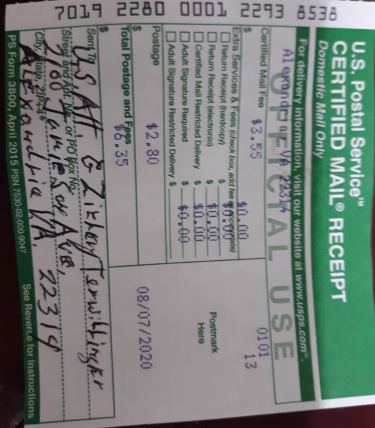 7019 2280 0001 2293 8538
U.S. Postal Service™
CERTIFIED MAIL® RECEIPT
Domestic Mail Only
For delivery information, visit our website at www.usps.com®.
Alexandria, VA 22314
OFFICIAL USE
Certified Mail Fee
$3.55
0101
13
Extra Services & Fees (check box, add fee as appropriate)
Return Receipt (hardcopy) $ $0.00
Return Receipt (electronic) $ $0.00
Certified Mail Restricted Delivery $ $0.00
Adult Signature Required $ $0.00
Adult Signature Restricted Delivery $
Postmark
Here
Postage
$2.80
$
08/07/2020
Total Postage and Fees
$6.35
$
Sent To
US Att G Zachary Terwilliger
Street and Apt. No., or PO Box No.
2100 Jamieson Ave,
City, State, ZIP+4®
Alexandria VA, 22314
PS Form 3800, April 2015 PSN 7530-02-000-9047
See Reverse for Instructions